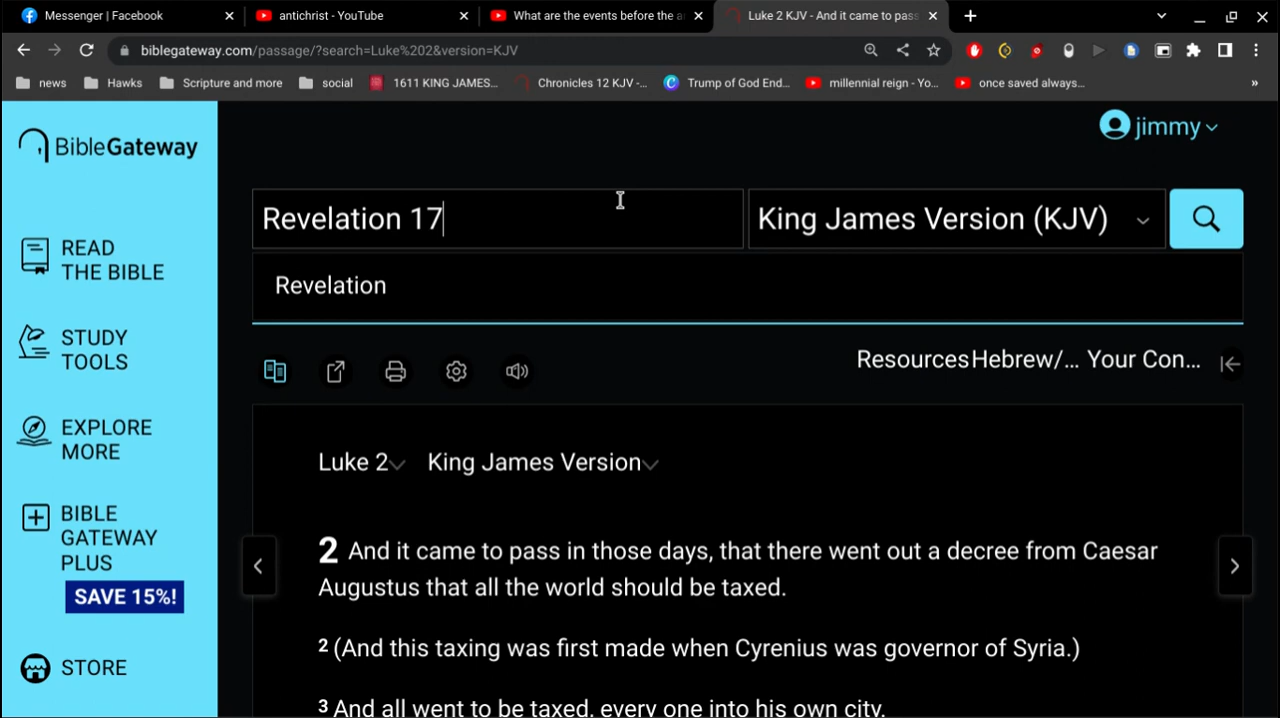 Messenger | Facebook
antichrist - YouTube
What are the events before the a
Luke 2 KJV - And it came to pass
biblegateway.com/passage/?search=Luke%202&version=KJV
news
Hawks
Scripture and more
social
1611 KING JAMES...
Chronicles 12 KJV -...
Trump of God End...
millennial reign - Yo...
once saved always...
»
BibleGateway
jimmy
Revelation 17
King James Version (KJV)
Revelation
READ
THE BIBLE
STUDY
TOOLS
EXPLORE
MORE
BIBLE
GATEWAY
PLUS
SAVE 15%!
STORE
Resources
Hebrew/...
Your Con...
Luke 2
King James Version
2 And it came to pass in those days, that there went out a decree from Caesar
Augustus that all the world should be taxed.
2 (And this taxing was first made when Cyrenius was governor of Syria.)
3 And all went to be taxed, every one into his own city.